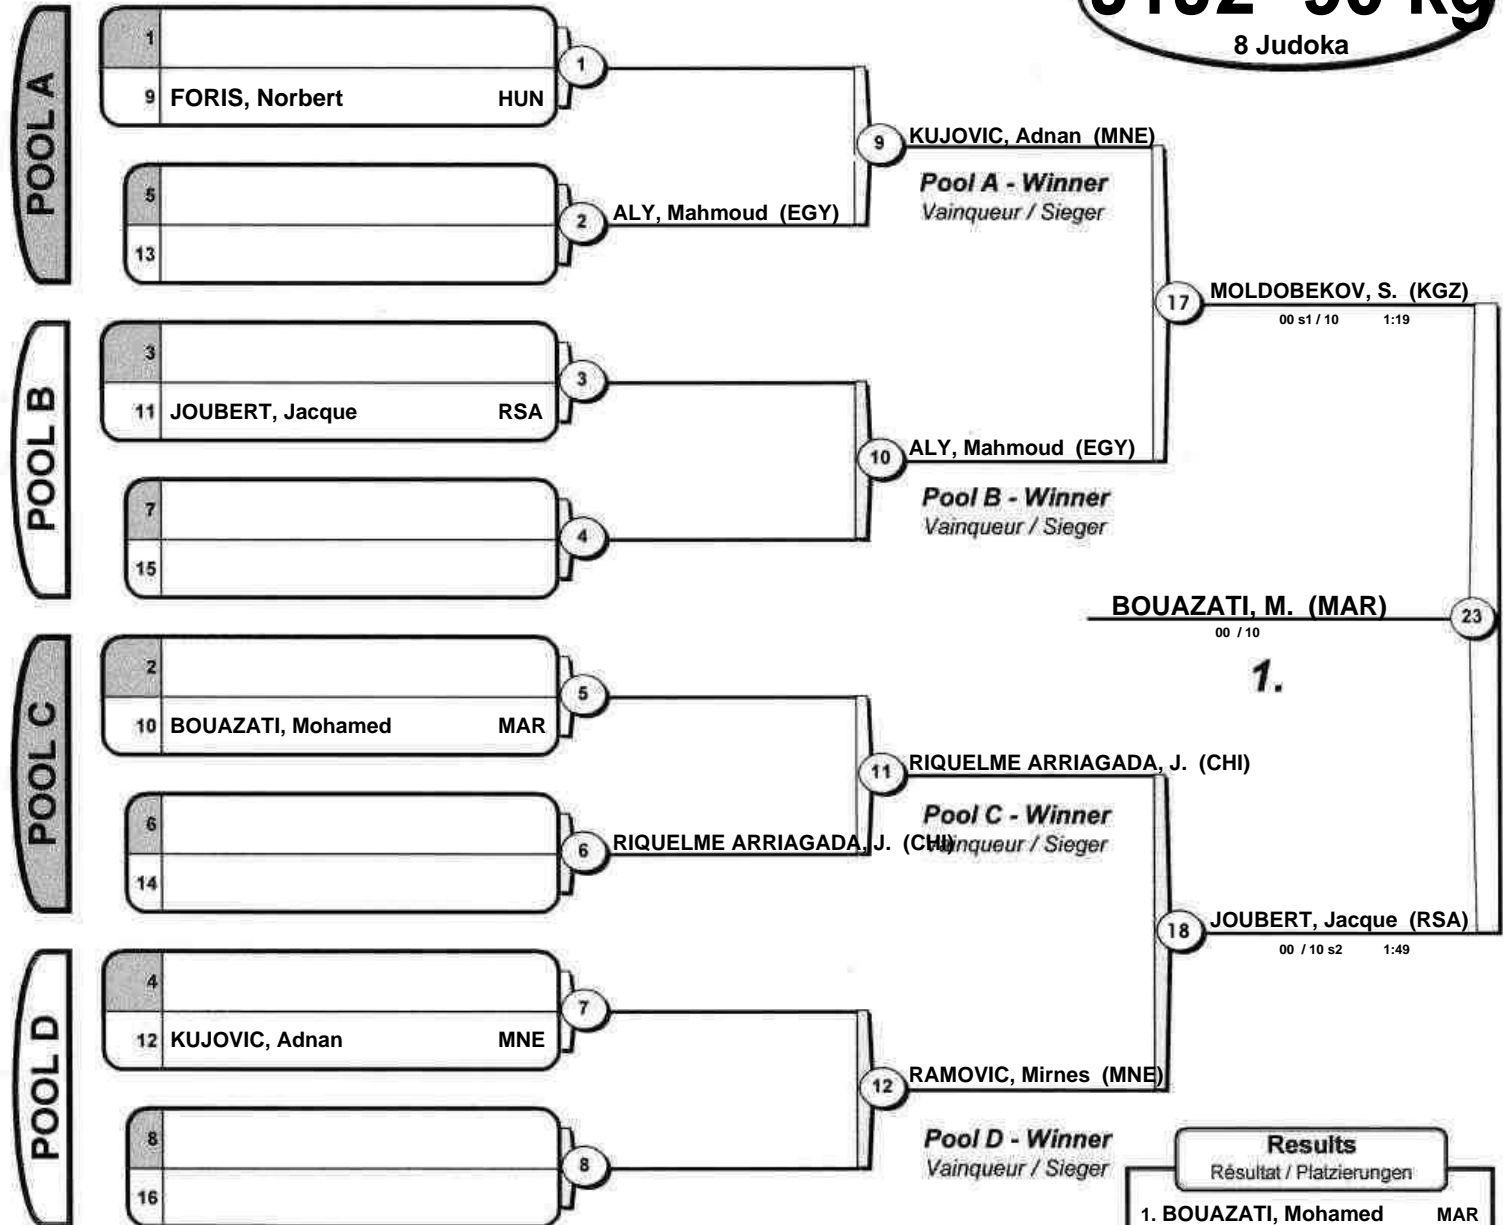 8 Judoka
POOL A
1
9 FORIS, Norbert HUN
1
5
13
2 ALY, Mahmoud (EGY)
9 KUJOVIC, Adnan (MNE)
Pool A - Winner
Vainqueur / Sieger
17 MOLDOBEKOV, S. (KGZ)
00 s1 / 10 1:19
POOL B
3
11 JOUBERT, Jacque RSA
3
7
15
4
10 ALY, Mahmoud (EGY)
Pool B - Winner
Vainqueur / Sieger
BOUAZATI, M. (MAR) 23
00 / 10
1.
POOL C
2
10 BOUAZATI, Mohamed MAR
5
6
14
6 RIQUELME ARRIAGADA, J. (CHI)
11 RIQUELME ARRIAGADA, J. (CHI)
Pool C - Winner
Vainqueur / Sieger
18 JOUBERT, Jacque (RSA)
00 / 10 s2 1:49
POOL D
4
12 KUJOVIC, Adnan MNE
7
8
16
8
12 RAMOVIC, Mirnes (MNE)
Pool D - Winner
Vainqueur / Sieger
Results
Résultat / Platzierungen
1. BOUAZATI, Mohamed MAR